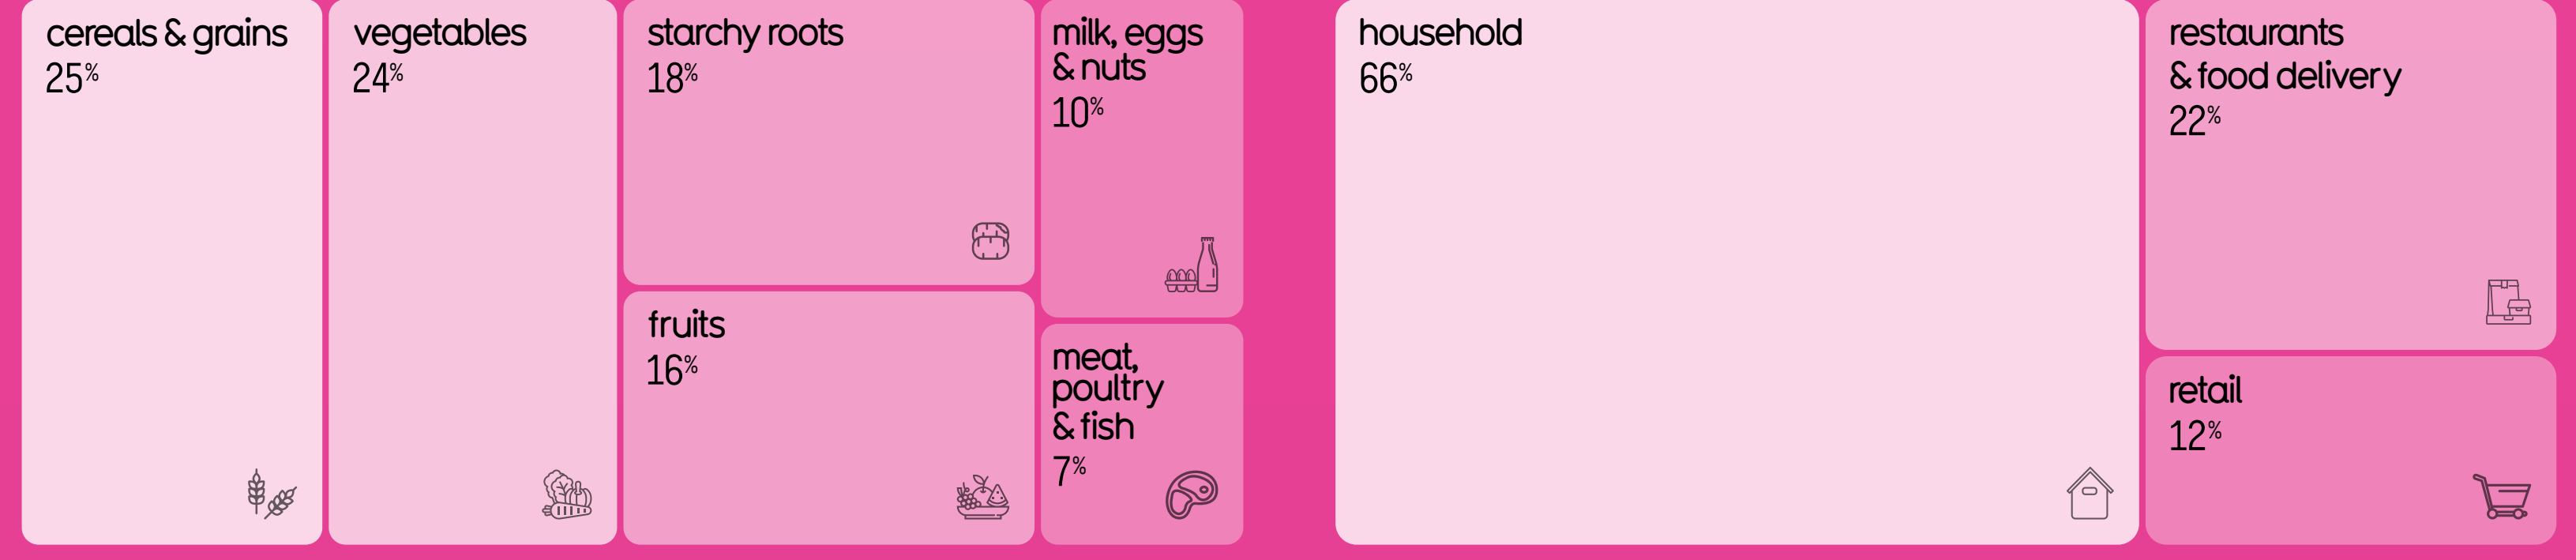 cereals & grains
25%
vegetables
24%
starchy roots
18%
fruits
16%
milk, eggs
& nuts
10%
meat,
poultry
& fish
7%
household
66%
restaurants
& food delivery
22%
retail
12%